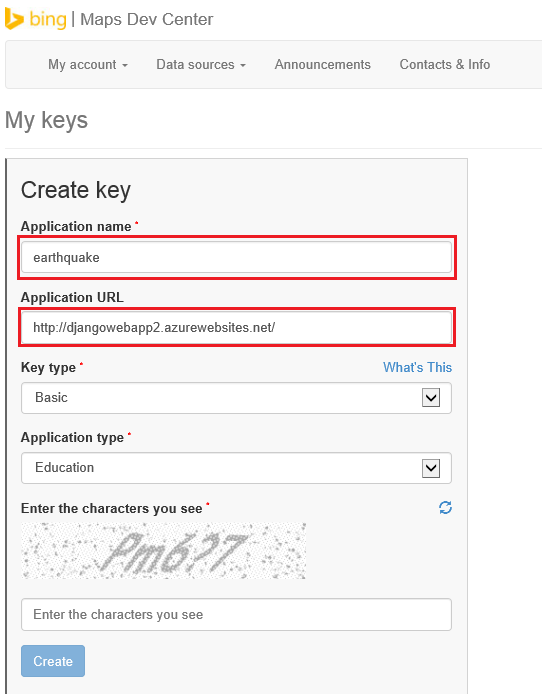 bing | Maps Dev Center
My account
Data sources
Announcements
Contacts & Info
My keys
Create key
Application name *
earthquake
Application URL
http://djangowebapp2.azurewebsites.net/
Key type *
What's This
Basic
Application type *
Education
Enter the characters you see *
Enter the characters you see
Create